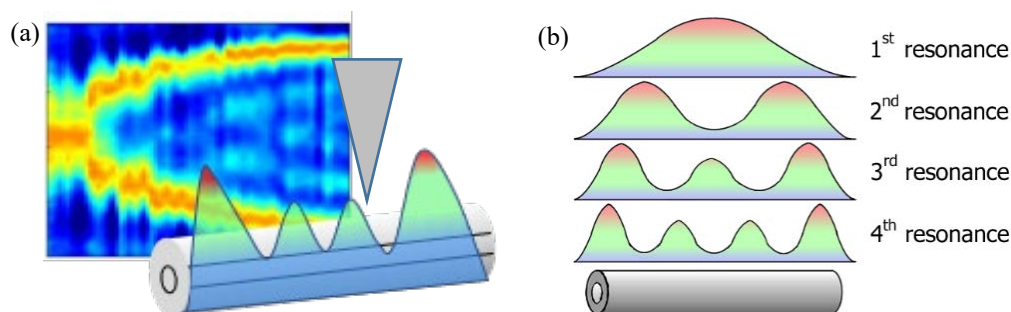 (a)
(b)
1st resonance
2nd resonance
3rd resonance
4th resonance